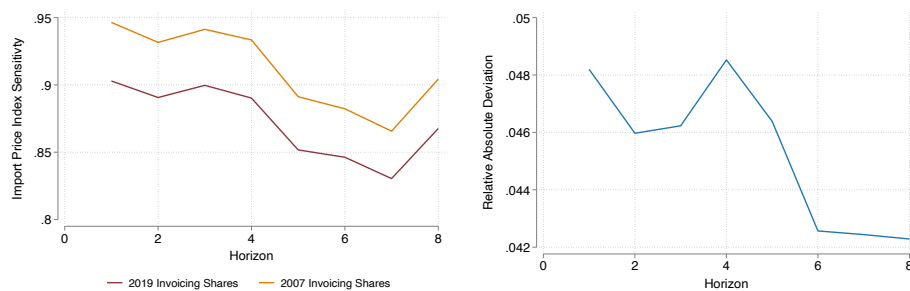 Import Price Index Sensitivty
.95
.9
.85
.8
0 2 4 6 8
Horizon
2019 Invoicing Shares 2007 Invoicing Shares
Relative Absolute Deviation
.05
.048
.046
.044
.042
0 2 4 6 8
Horizon